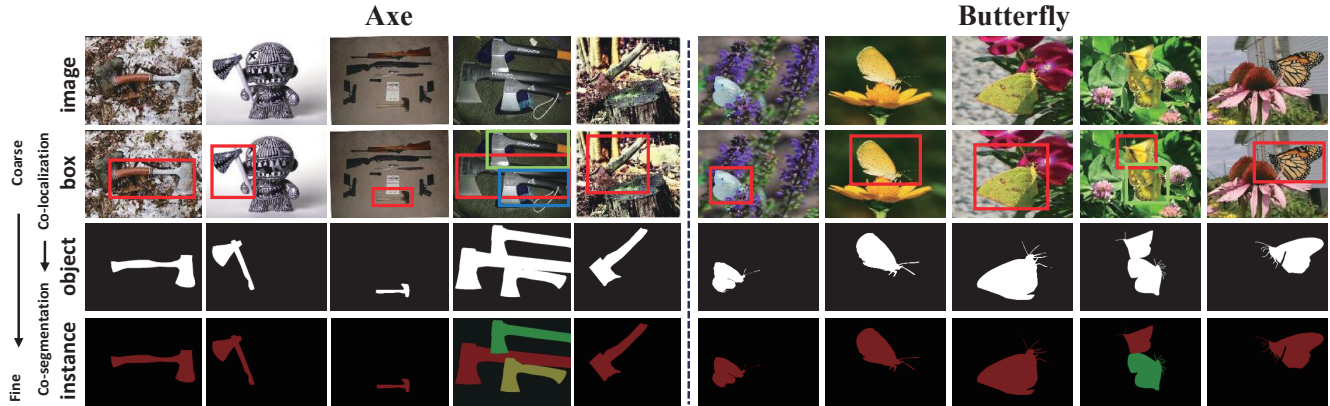 Axe
Butterfly
image
box
object
instance
Coarse
Fine
Co-localization
Co-segmentation